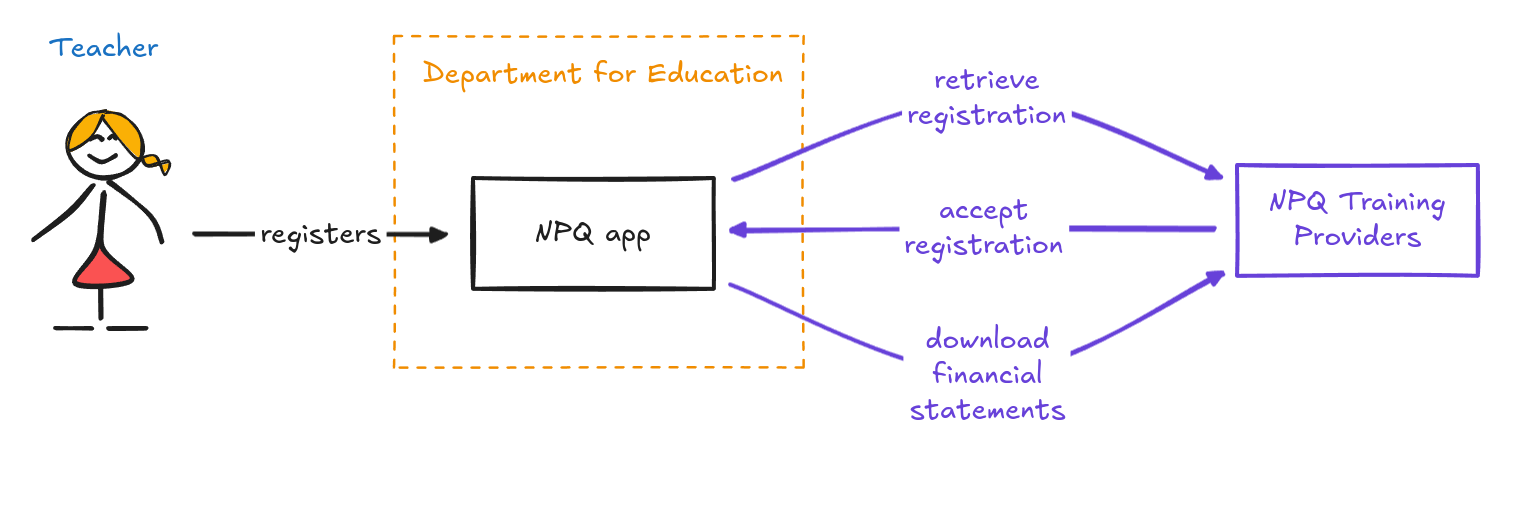 Teacher
Department for Education
registers
NPQ app
retrieve
registration
accept
registration
download
financial
statements
NPQ Training
Providers